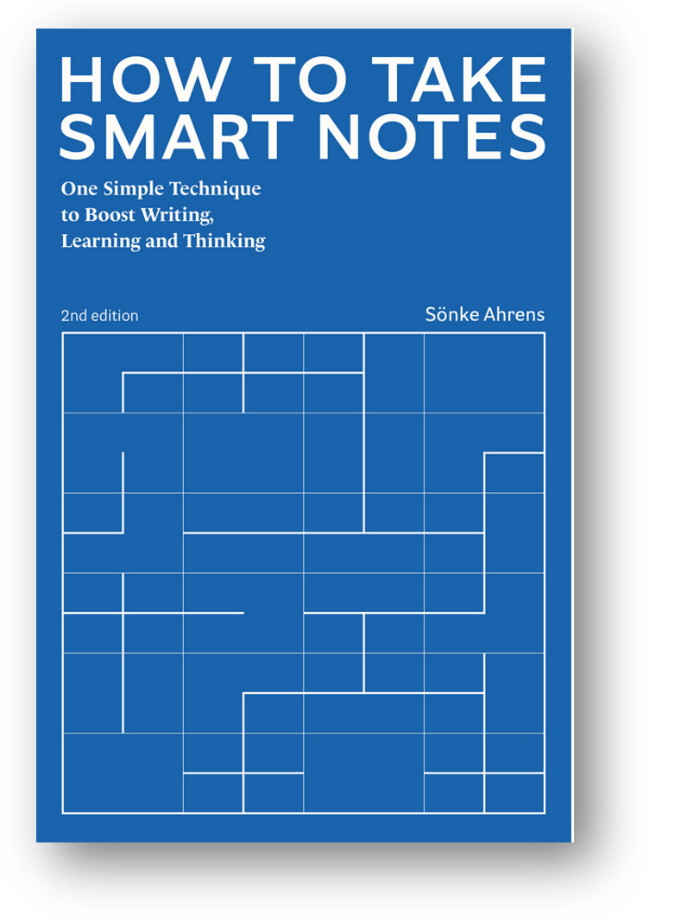 HOW TO TAKE
SMART NOTES
One Simple Technique
to Boost Writing,
Learning and Thinking
2nd edition
Sönke Ahrens